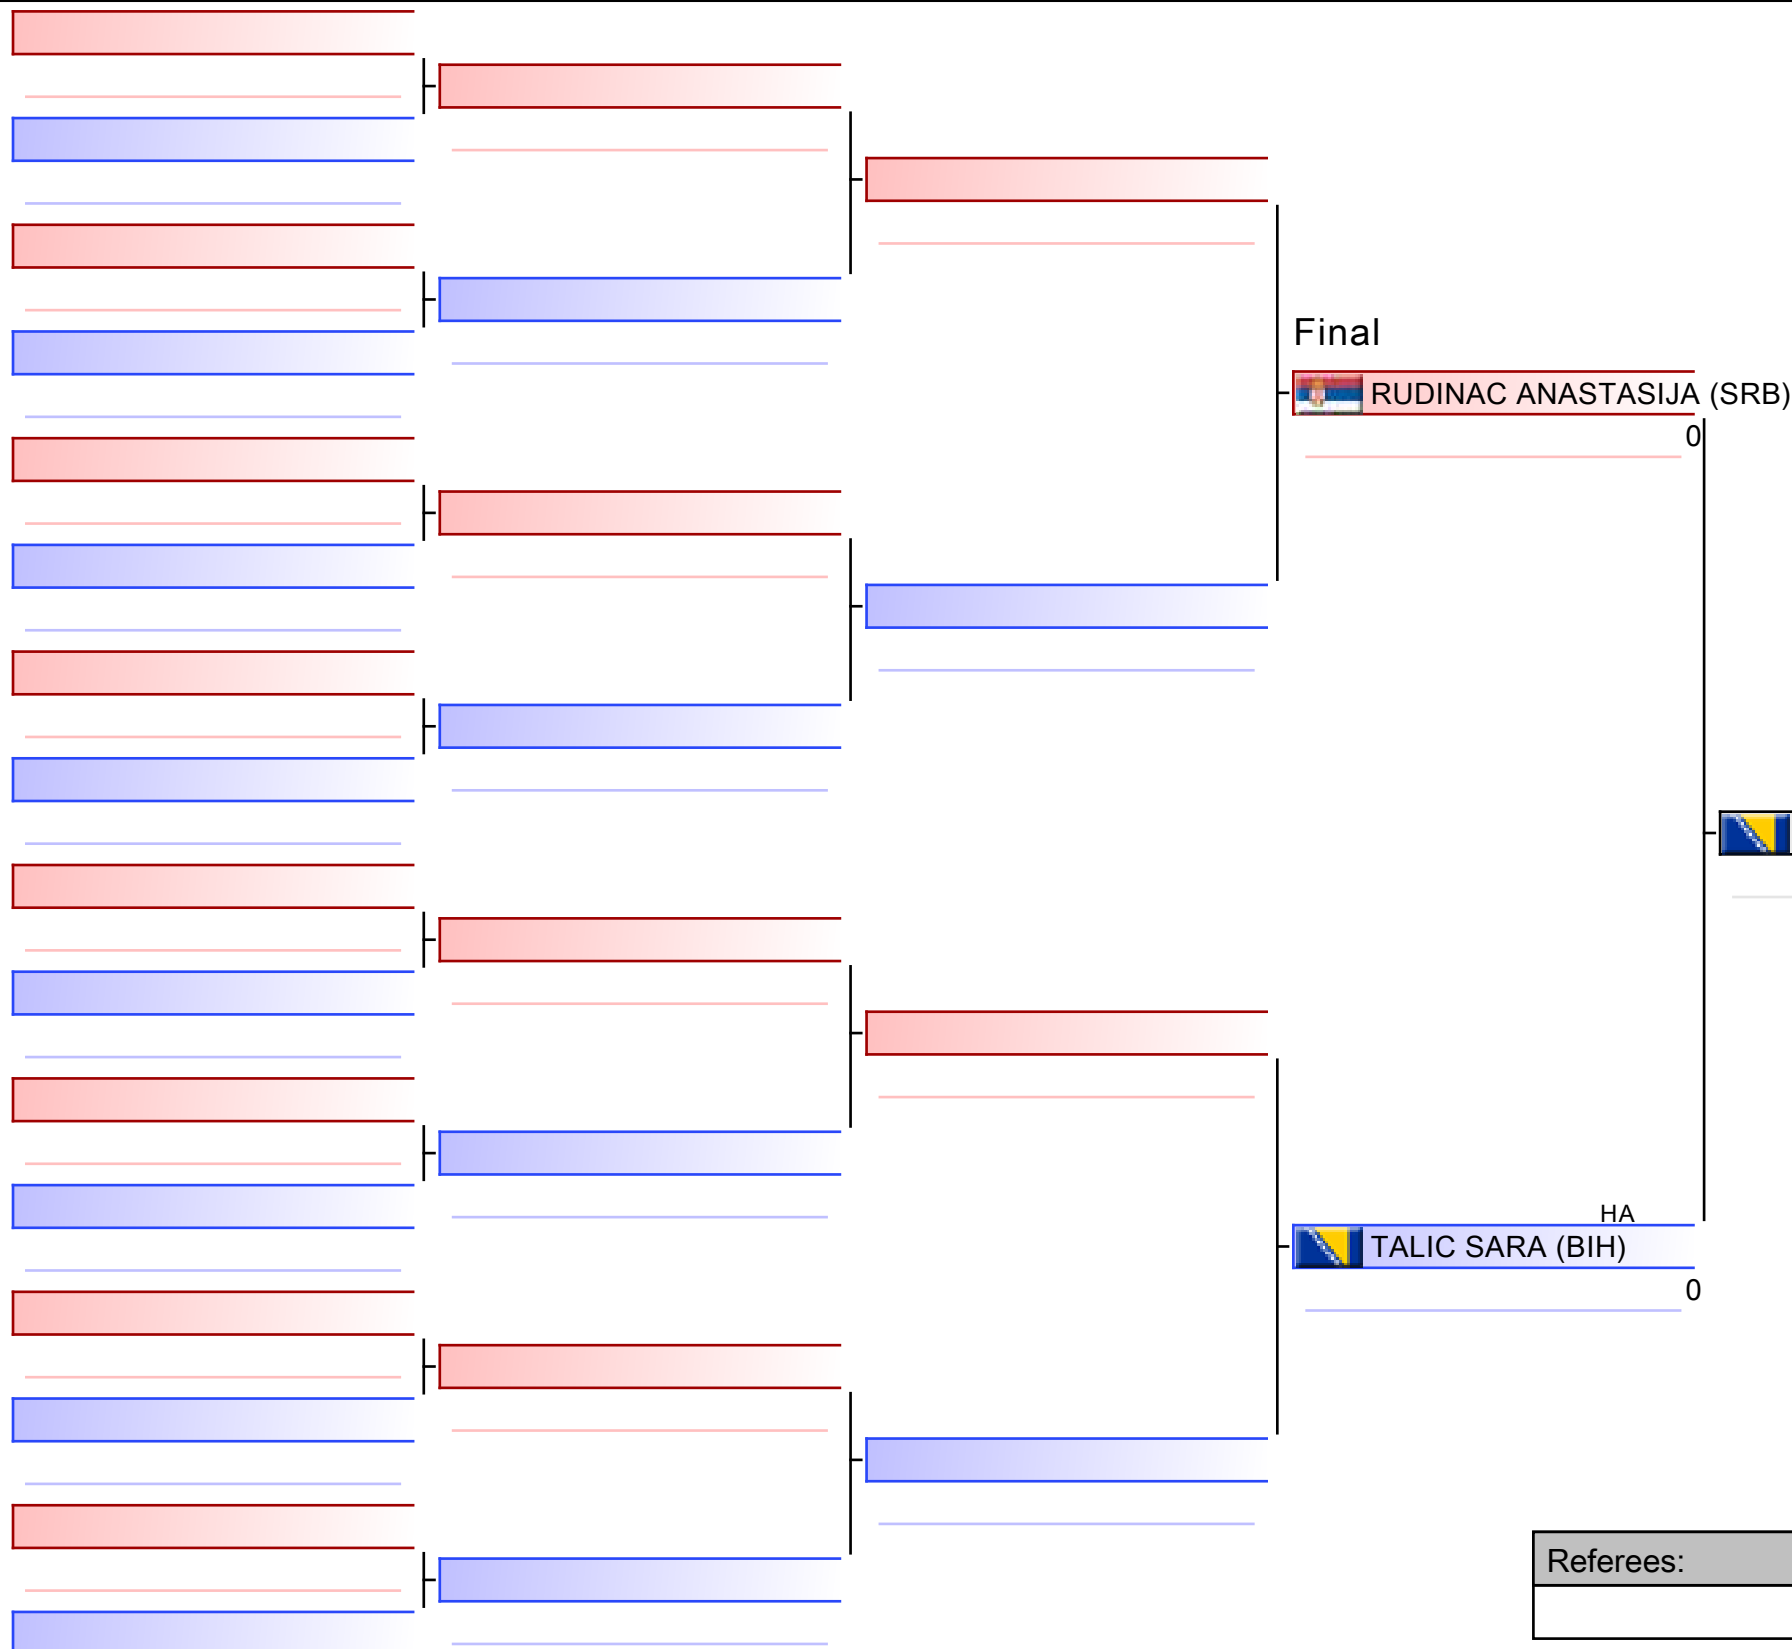 Final
RUDINAC ANASTASIJA (SRB)
0
HA
TALIC SARA (BIH)
0
Referees: